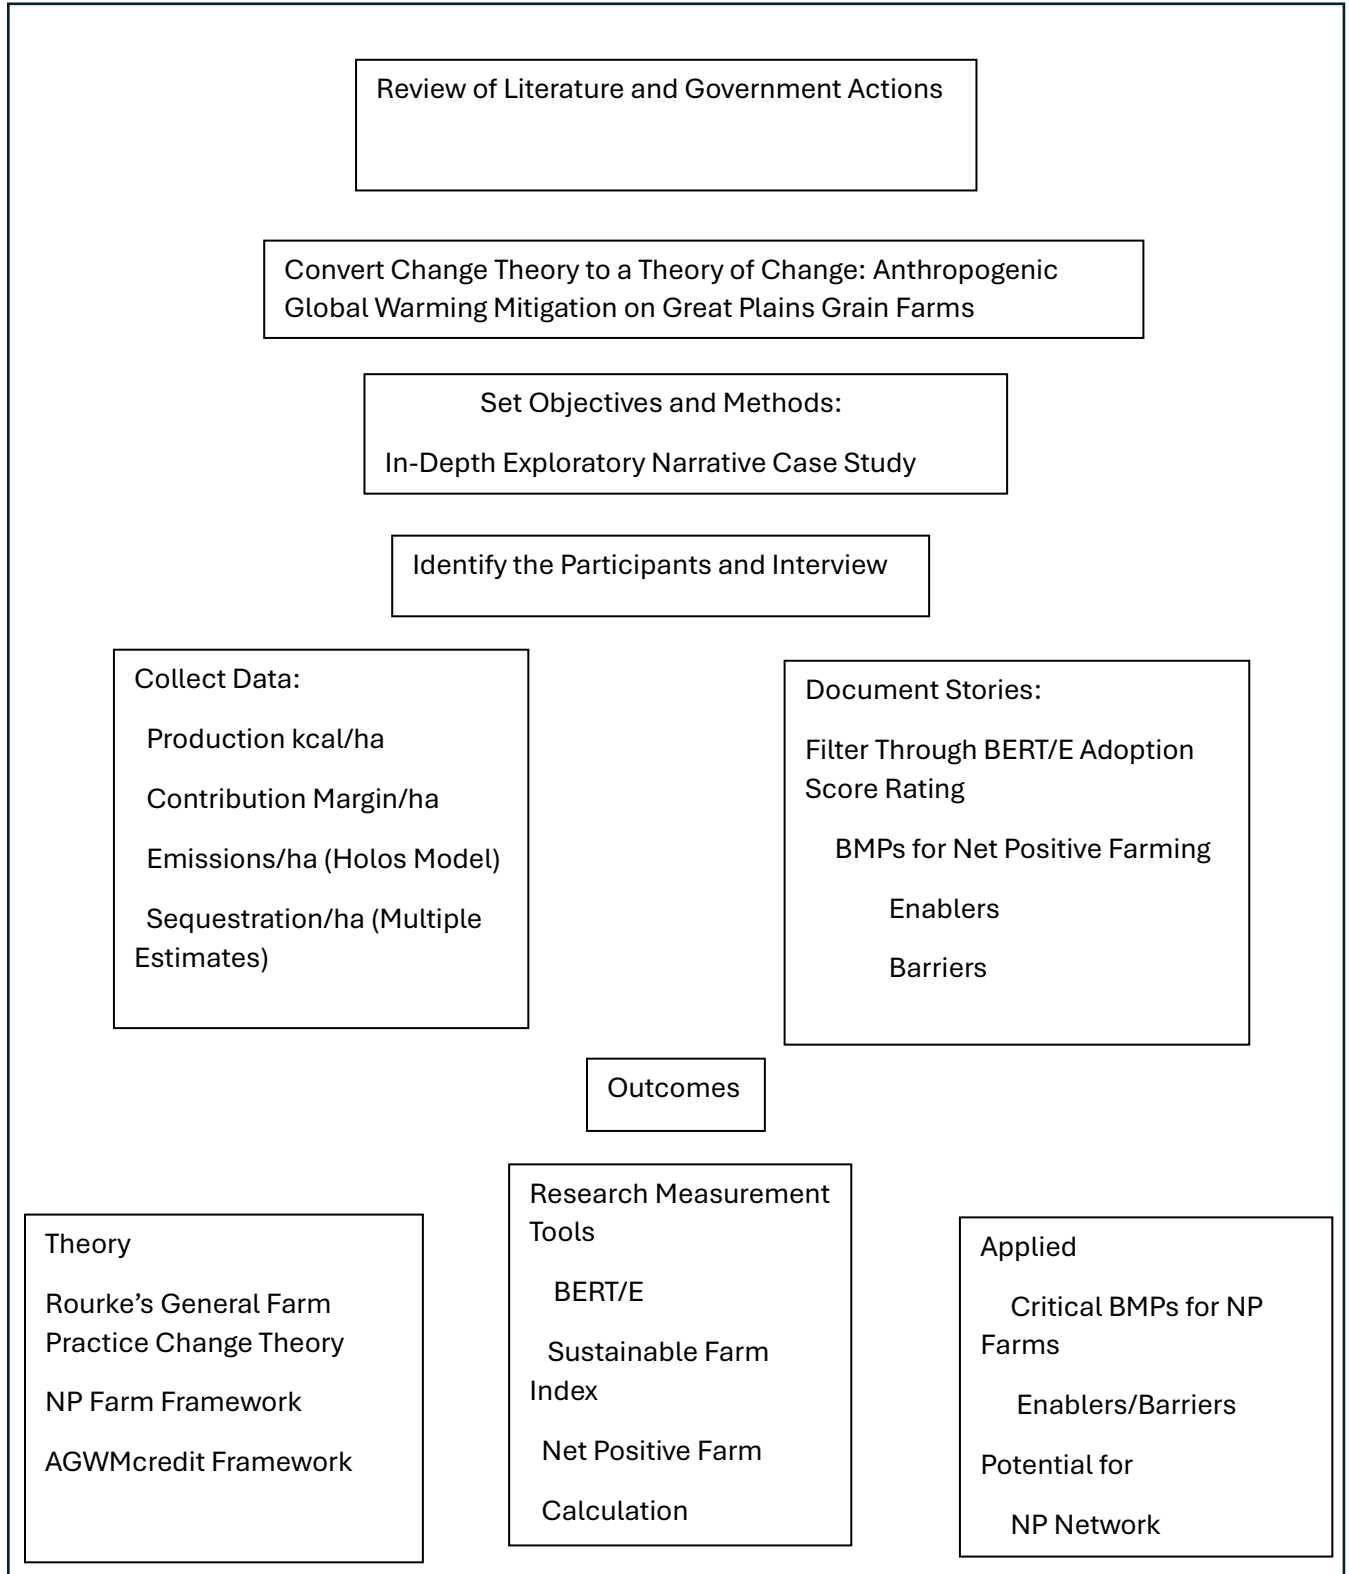 Review of Literature and Government Actions
Convert Change Theory to a Theory of Change: Anthropogenic
Global Warming Mitigation on Great Plains Grain Farms
Set Objectives and Methods:
In-Depth Exploratory Narrative Case Study
Identify the Participants and Interview
Collect Data:
Production kcal/ha
Contribution Margin/ha
Emissions/ha (Holos Model)
Sequestration/ha (Multiple
Estimates)
Document Stories:
Filter Through BERT/E Adoption
Score Rating
BMPs for Net Positive Farming
Enablers
Barriers
Outcomes
Theory
Rourke’s General Farm
Practice Change Theory
NP Farm Framework
AGWMcredit Framework
Research Measurement
Tools
BERT/E
Sustainable Farm
Index
Net Positive Farm
Calculation
Applied
Critical BMPs for NP
Farms
Enablers/Barriers
Potential for
NP Network